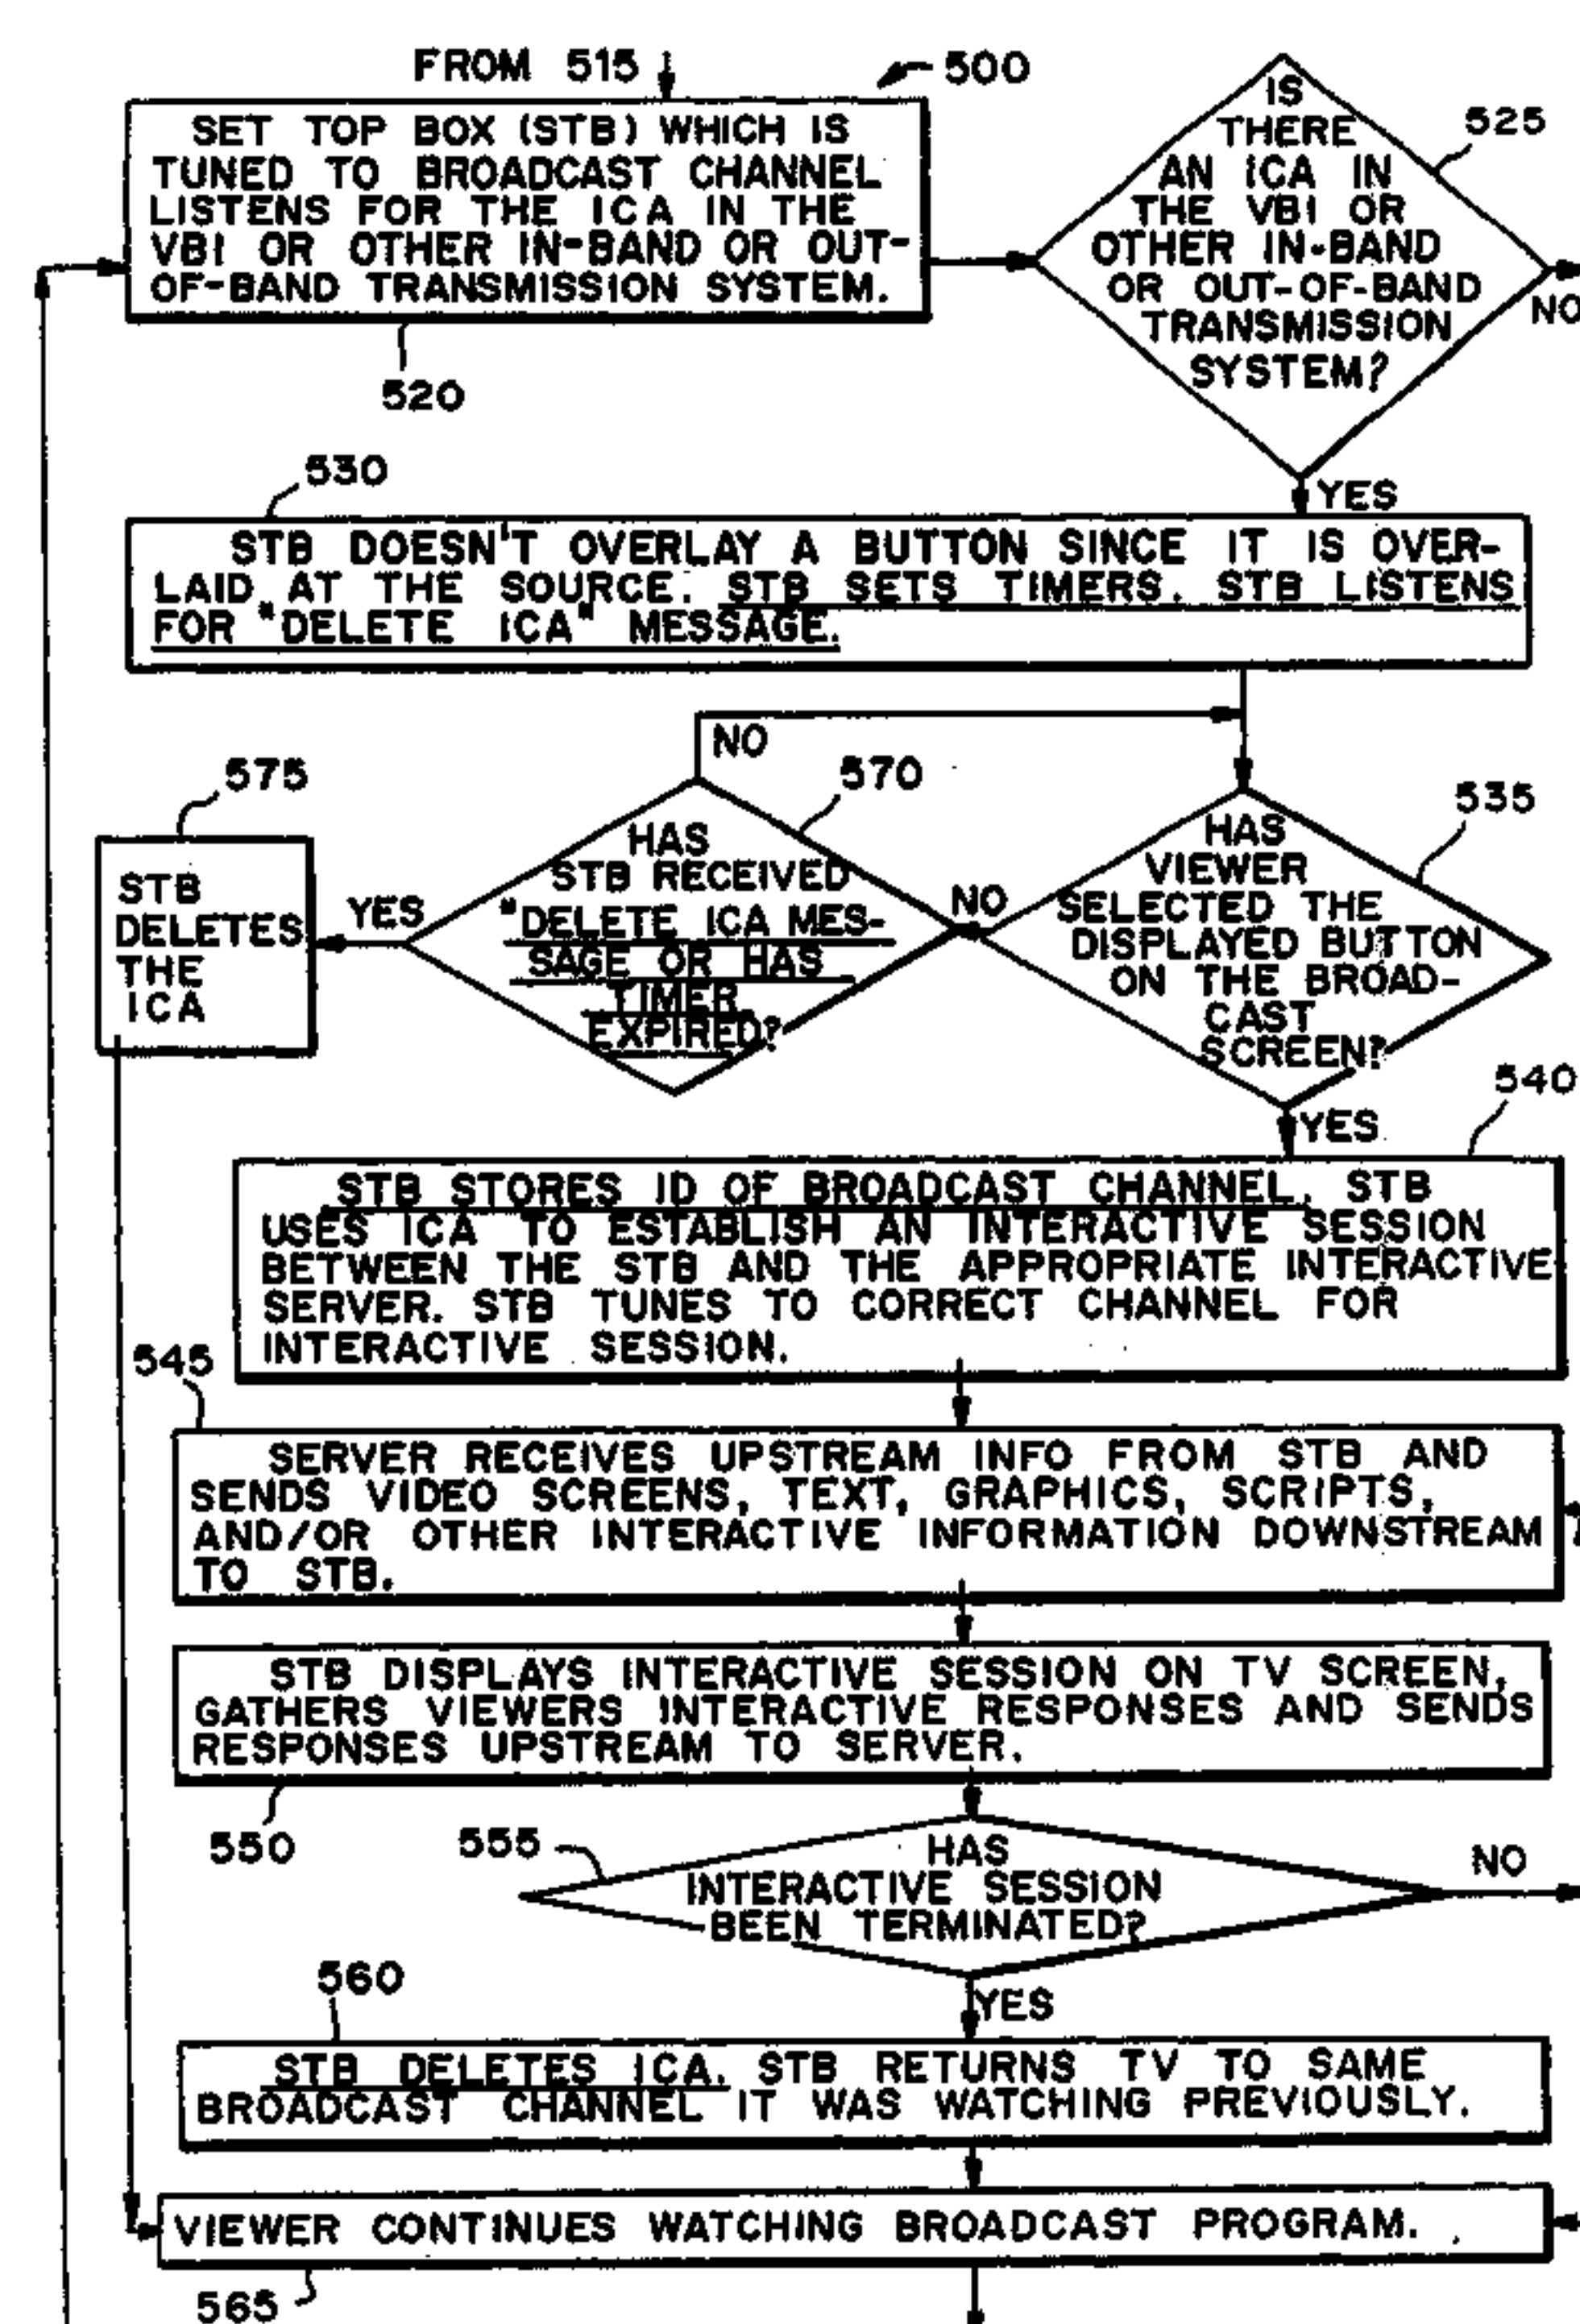 FROM 515
500
SET TOP BOX (STB) WHICH IS
TUNED TO BROADCAST CHANNEL
LISTENS FOR THE ICA IN THE
VBI OR OTHER IN-BAND OR OUT-
OF-BAND TRANSMISSION SYSTEM.
520
IS
THERE
AN ICA IN
THE VBI OR
OTHER IN-BAND
OR OUT-OF-BAND
TRANSMISSION
SYSTEM?
525
NO
YES
530
STB DOESN'T OVERLAY A BUTTON SINCE IT IS OVER-
LAID AT THE SOURCE. STB SETS TIMERS. STB LISTENS
FOR "DELETE ICA" MESSAGE.
NO
575
STB
DELETES
THE
ICA
YES
570
HAS
STB RECEIVED
"DELETE ICA MES-
SAGE OR HAS
TIMER
EXPIRED?
NO
535
HAS
VIEWER
SELECTED THE
DISPLAYED BUTTON
ON THE BROAD-
CAST
SCREEN?
YES
540
STB STORES ID OF BROADCAST CHANNEL. STB
USES ICA TO ESTABLISH AN INTERACTIVE SESSION
BETWEEN THE STB AND THE APPROPRIATE INTERACTIVE
SERVER. STB TUNES TO CORRECT CHANNEL FOR
INTERACTIVE SESSION.
545
SERVER RECEIVES UPSTREAM INFO FROM STB AND
SENDS VIDEO SCREENS, TEXT, GRAPHICS, SCRIPTS,
AND/OR OTHER INTERACTIVE INFORMATION DOWNSTREAM
TO STB.
STB DISPLAYS INTERACTIVE SESSION ON TV SCREEN,
GATHERS VIEWERS INTERACTIVE RESPONSES AND SENDS
RESPONSES UPSTREAM TO SERVER.
550
555
HAS
INTERACTIVE SESSION
BEEN TERMINATED?
NO
YES
560
STB DELETES ICA. STB RETURNS TV TO SAME
BROADCAST CHANNEL IT WAS WATCHING PREVIOUSLY.
VIEWER CONTINUES WATCHING BROADCAST PROGRAM.
565